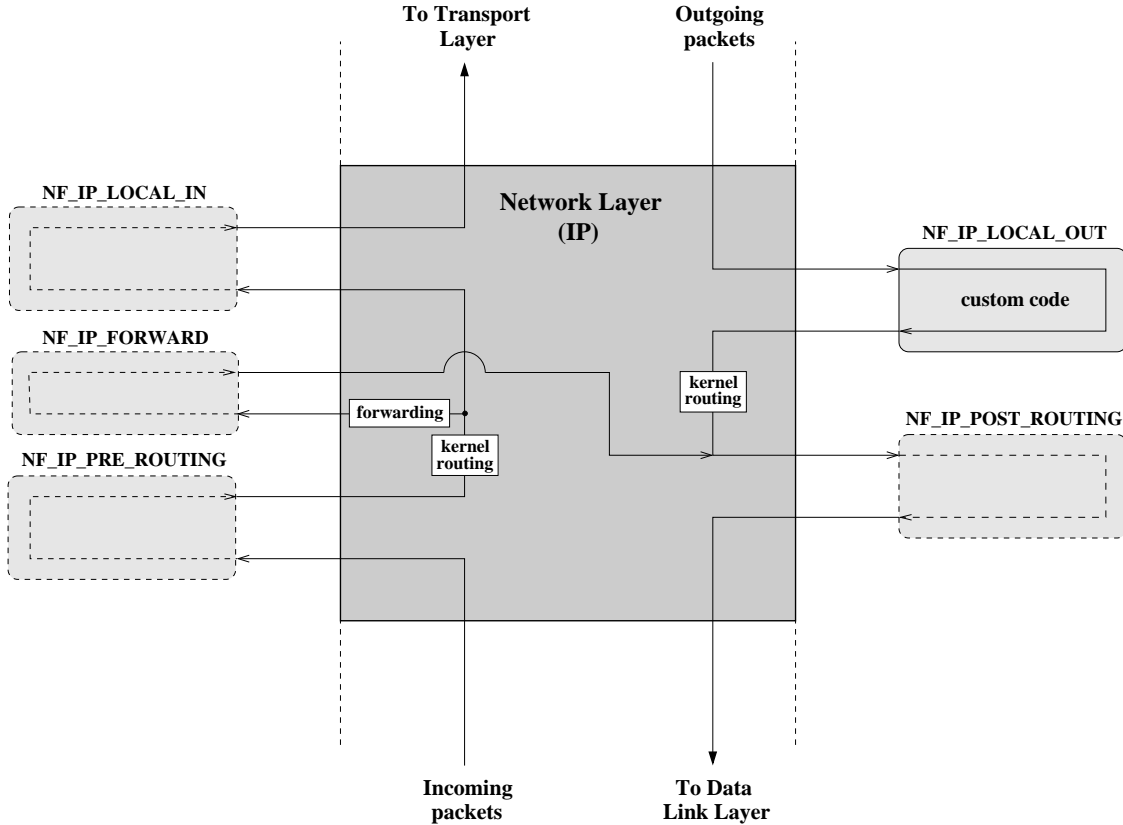 To Transport
Layer
Outgoing
packets
NF_IP_LOCAL_IN
Network Layer
(IP)
NF_IP_LOCAL_OUT
custom code
NF_IP_FORWARD
kernel
routing
forwarding
NF_IP_POST_ROUTING
kernel
routing
NF_IP_PRE_ROUTING
Incoming
packets
To Data
Link Layer